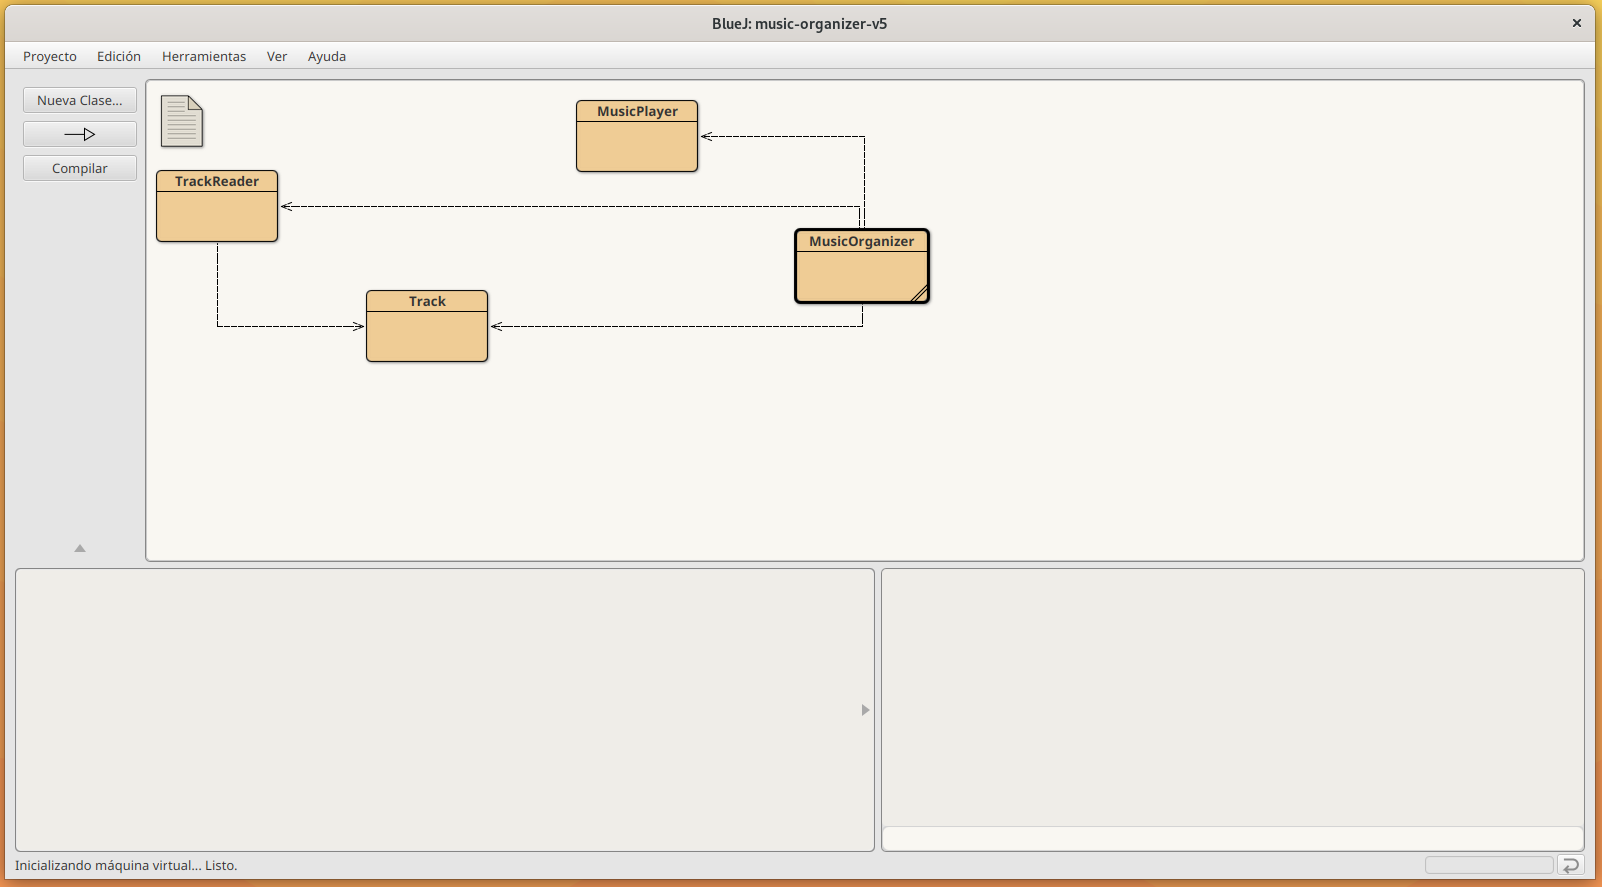 BlueJ: music-organizer-v5
Proyecto Edición Herramientas Ver Ayuda
Nueva Clase...
Compilar
MusicPlayer
TrackReader
MusicOrganizer
Track
Inicializando máquina virtual... Listo.